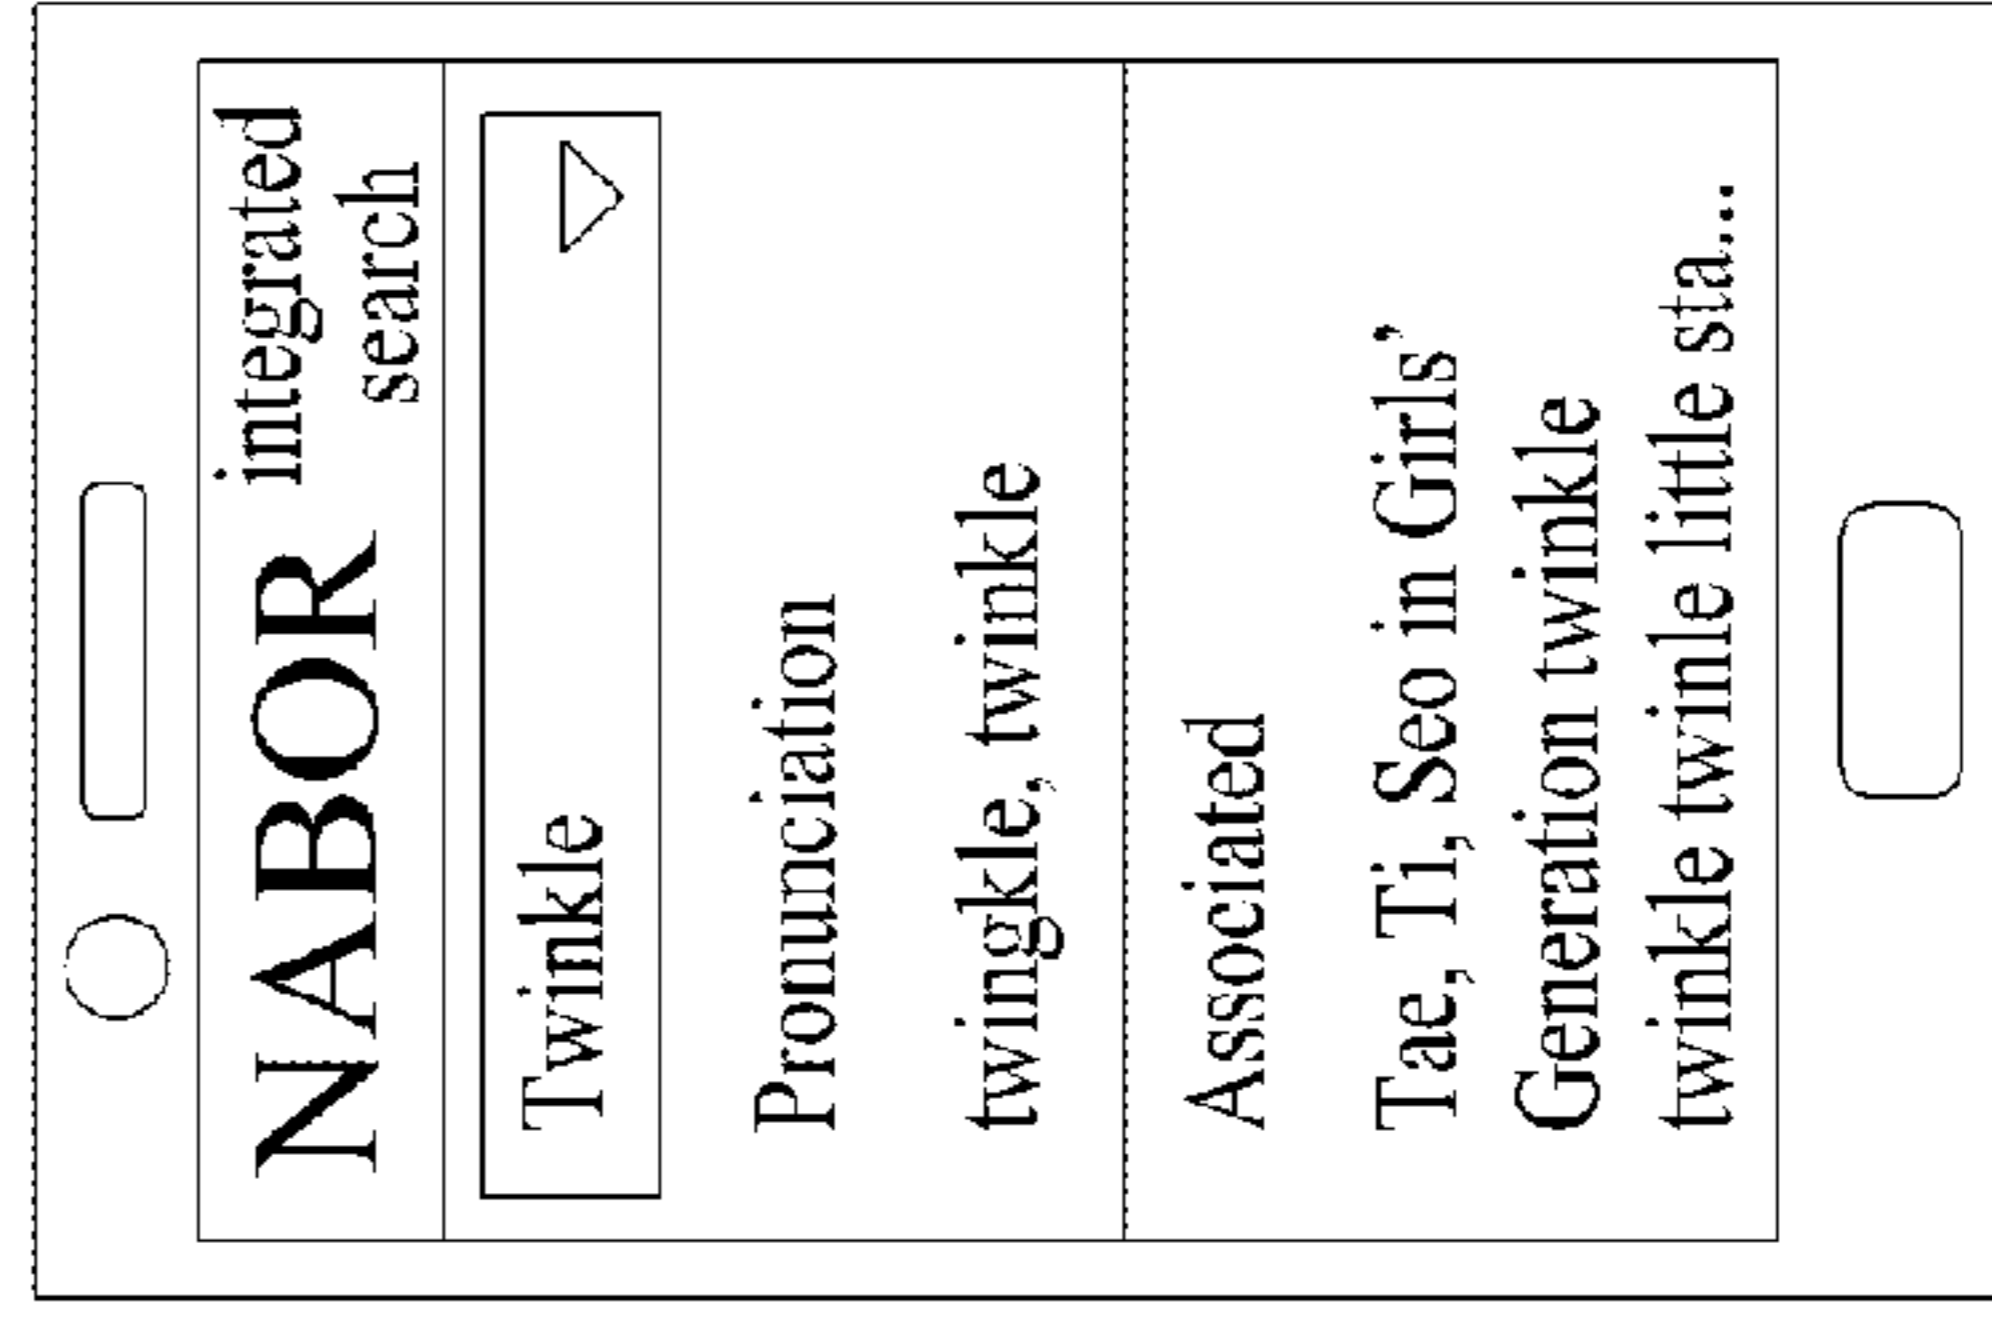 NABOR integrated
search
Twinkle
Pronunciation
twingkle, twinkle
Associated
Tae, Ti, Seo in Girls’
Generation twinkle
twinkle twinle little sta...